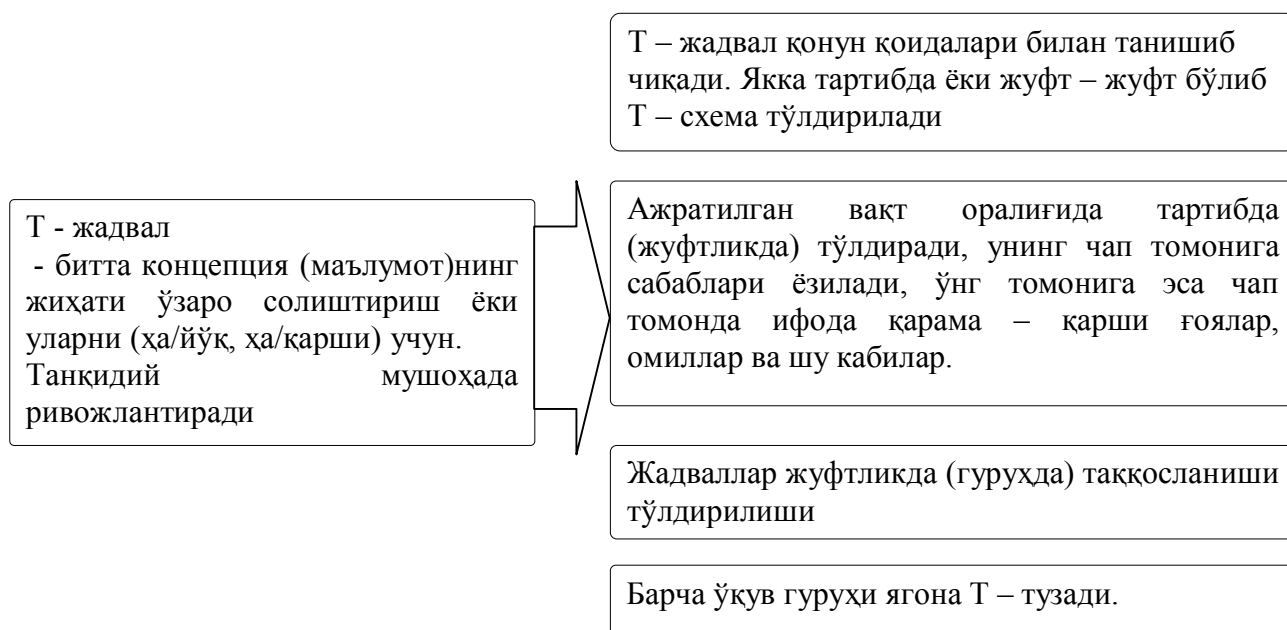 Т – жадвал қонун қоидалари билан танишиб
чиқади. Якка тартибда ёки жуфт – жуфт бўлиб
Т – схема тўлдирилади
Т - жадвал
- битта концепция (маълумот)нинг
жиҳати ўзаро солиштириш ёки
уларни (ҳа/йўқ, ҳа/қарши) учун.
Танқидий мушоҳада
ривожлантиради
Ажратилган вақт оралиғида тартибда
(жуфтликда) тўлдиради, унинг чап томонига
сабаблари ёзилади, ўнг томонига эса чап
томонда ифода қарама – қарши ғоялар,
омиллар ва шу кабилар.
Жадваллар жуфтликда (гуруҳда) таққосланиши
тўлдирилиши
Барча ўқув гуруҳи ягона Т – тузади.